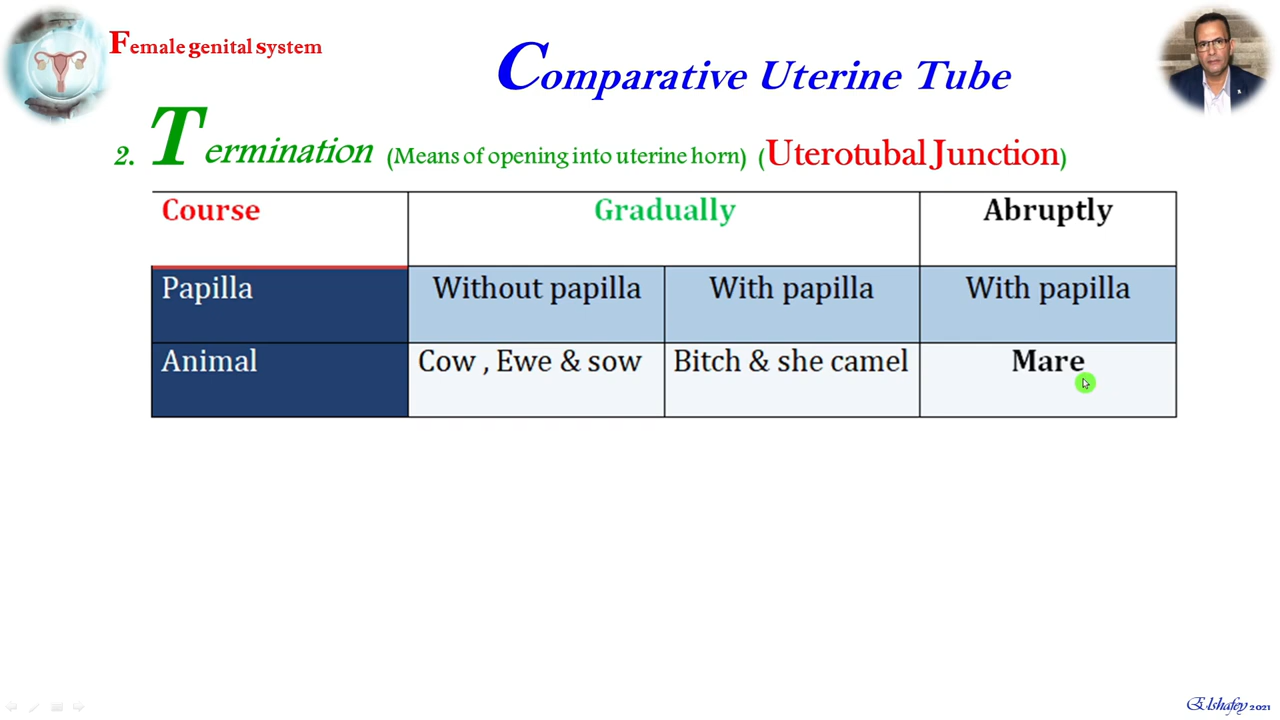 Female genital system
Comparative Uterine Tube
2. Termination (Means of opening into uterine horn) (Uterotubal Junction)
Course Gradually Abruptly
Papilla Without papilla With papilla With papilla
Animal Cow , Ewe & sow Bitch & she camel Mare
Elshafey 2021